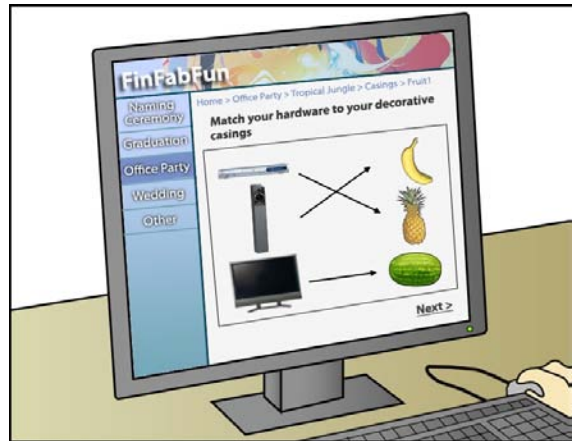 FinFabFun
Home > Office Party > Tropical Jungle > Casings > Fruit1
Naming
Ceremony
Graduation
Office Party
Wedding
Other
Match your hardware to your decorative
casings
Next >